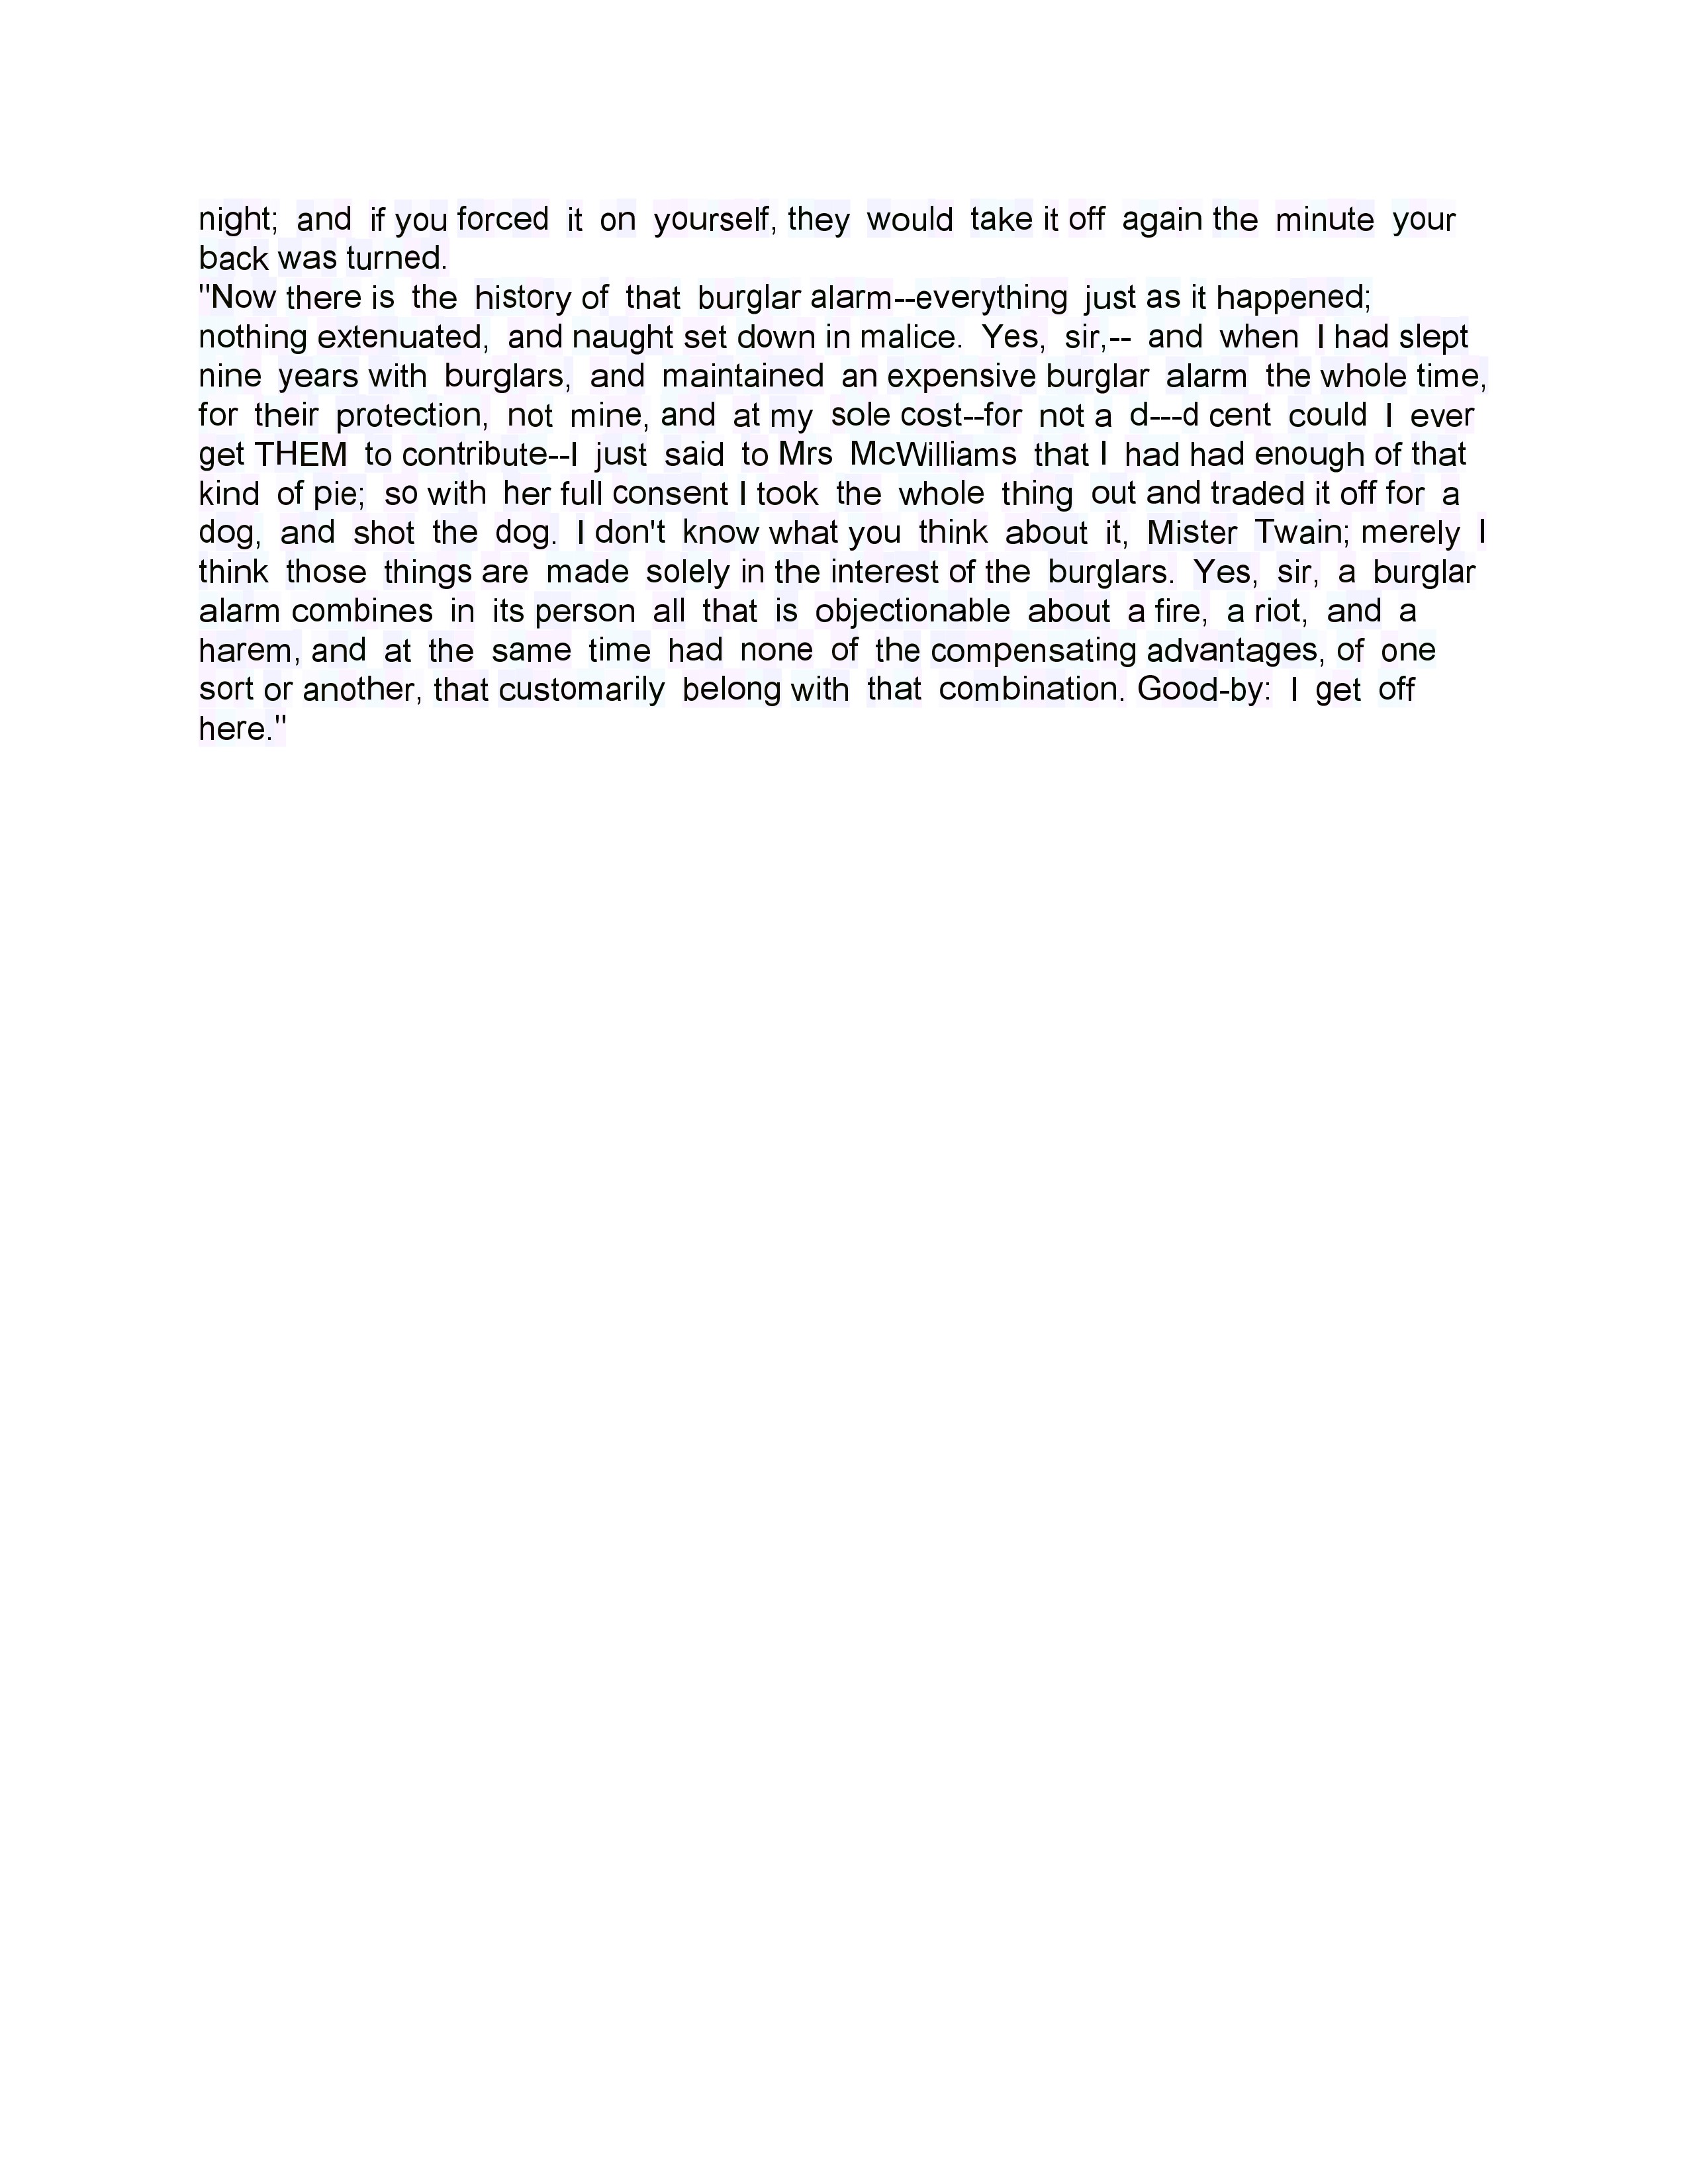 night; and if you forced it on yourself, they would take it off again the minute your
back was turned.
"Now there is the history of that burglar alarm--everything just as it happened;
nothing extenuated, and naught set down in malice. Yes, sir,-- and when I had slept
nine years with burglars, and maintained an expensive burglar alarm the whole time,
for their protection, not mine, and at my sole cost--for not a d---d cent could I ever
get THEM to contribute--I just said to Mrs McWilliams that I had had enough of that
kind of pie; so with her full consent I took the whole thing out and traded it off for a
dog, and shot the dog. I don't know what you think about it, Mister Twain; merely I
think those things are made solely in the interest of the burglars. Yes, sir, a burglar
alarm combines in its person all that is objectionable about a fire, a riot, and a
harem, and at the same time had none of the compensating advantages, of one
sort or another, that customarily belong with that combination. Good-by: I get off
here."